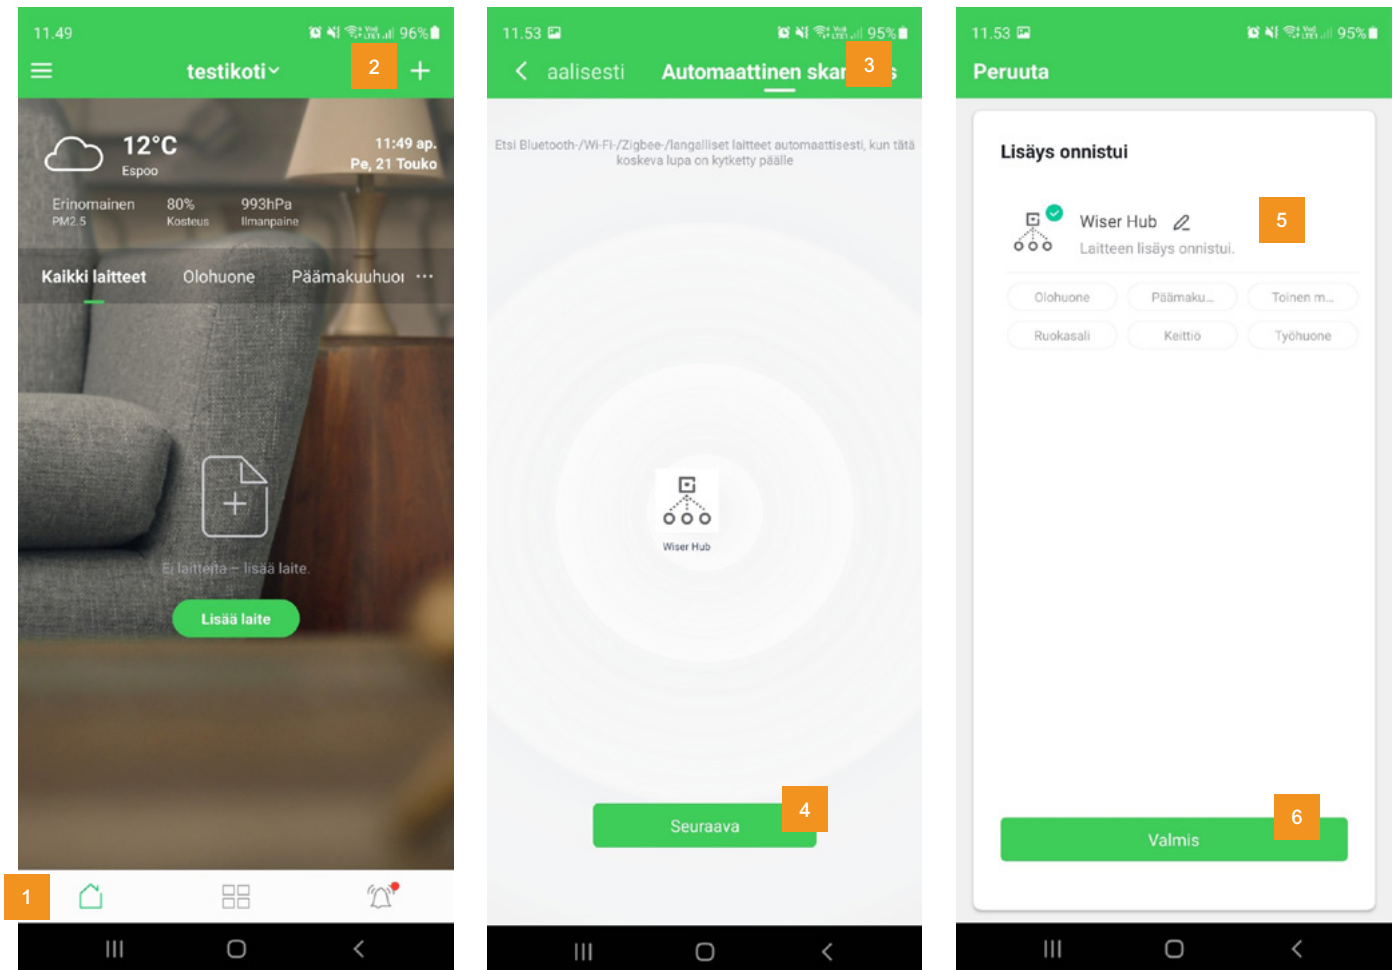 11.49
96%
testikoti
2
12°C
Espoo
11:49 ap.
Pe, 21 Touko
Erinomainen
PM2.5
80%
Kosteus
993hPa
Ilmanpaine
Kaikki laitteet
Olohuone
Päämakuuhuoı
Ei laitteita – lisää laite.
Lisää laite
1
11.53
95%
aalisesti
Automaattinen skan
3
s
Etsi Bluetooth-/Wi-Fi-/Zigbee-/langalliset laitteet automaattisesti, kun tätä
koskeva lupa on kytketty päälle
Wiser Hub
4
Seuraava
11.53
95%
Peruuta
Lisäys onnistui
Wiser Hub
5
Laitteen lisäys onnistui.
Olohuone
Päämaku...
Toinen m...
Ruokasali
Keittiö
Työhuone
6
Valmis